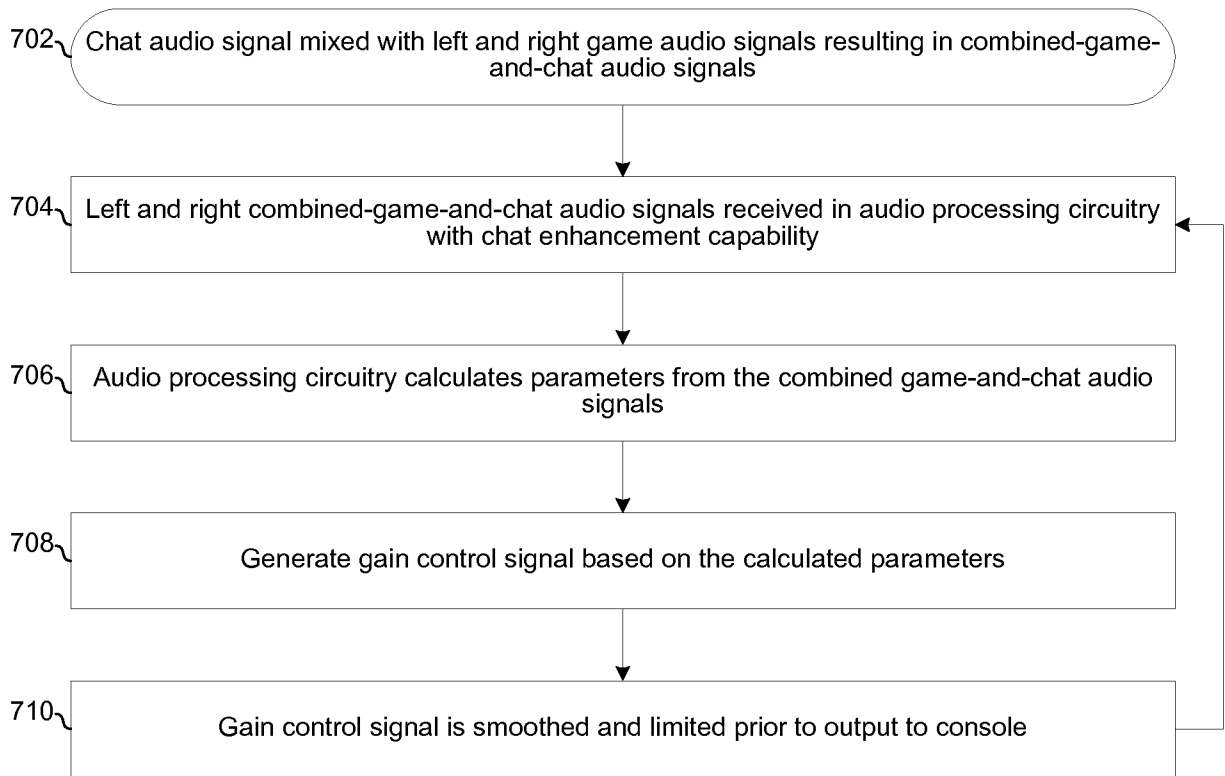 702
Chat audio signal mixed with left and right game audio signals resulting in combined-game-
and-chat audio signals
704
Left and right combined-game-and-chat audio signals received in audio processing circuitry
with chat enhancement capability
706
Audio processing circuitry calculates parameters from the combined game-and-chat audio
signals
708
Generate gain control signal based on the calculated parameters
710
Gain control signal is smoothed and limited prior to output to console